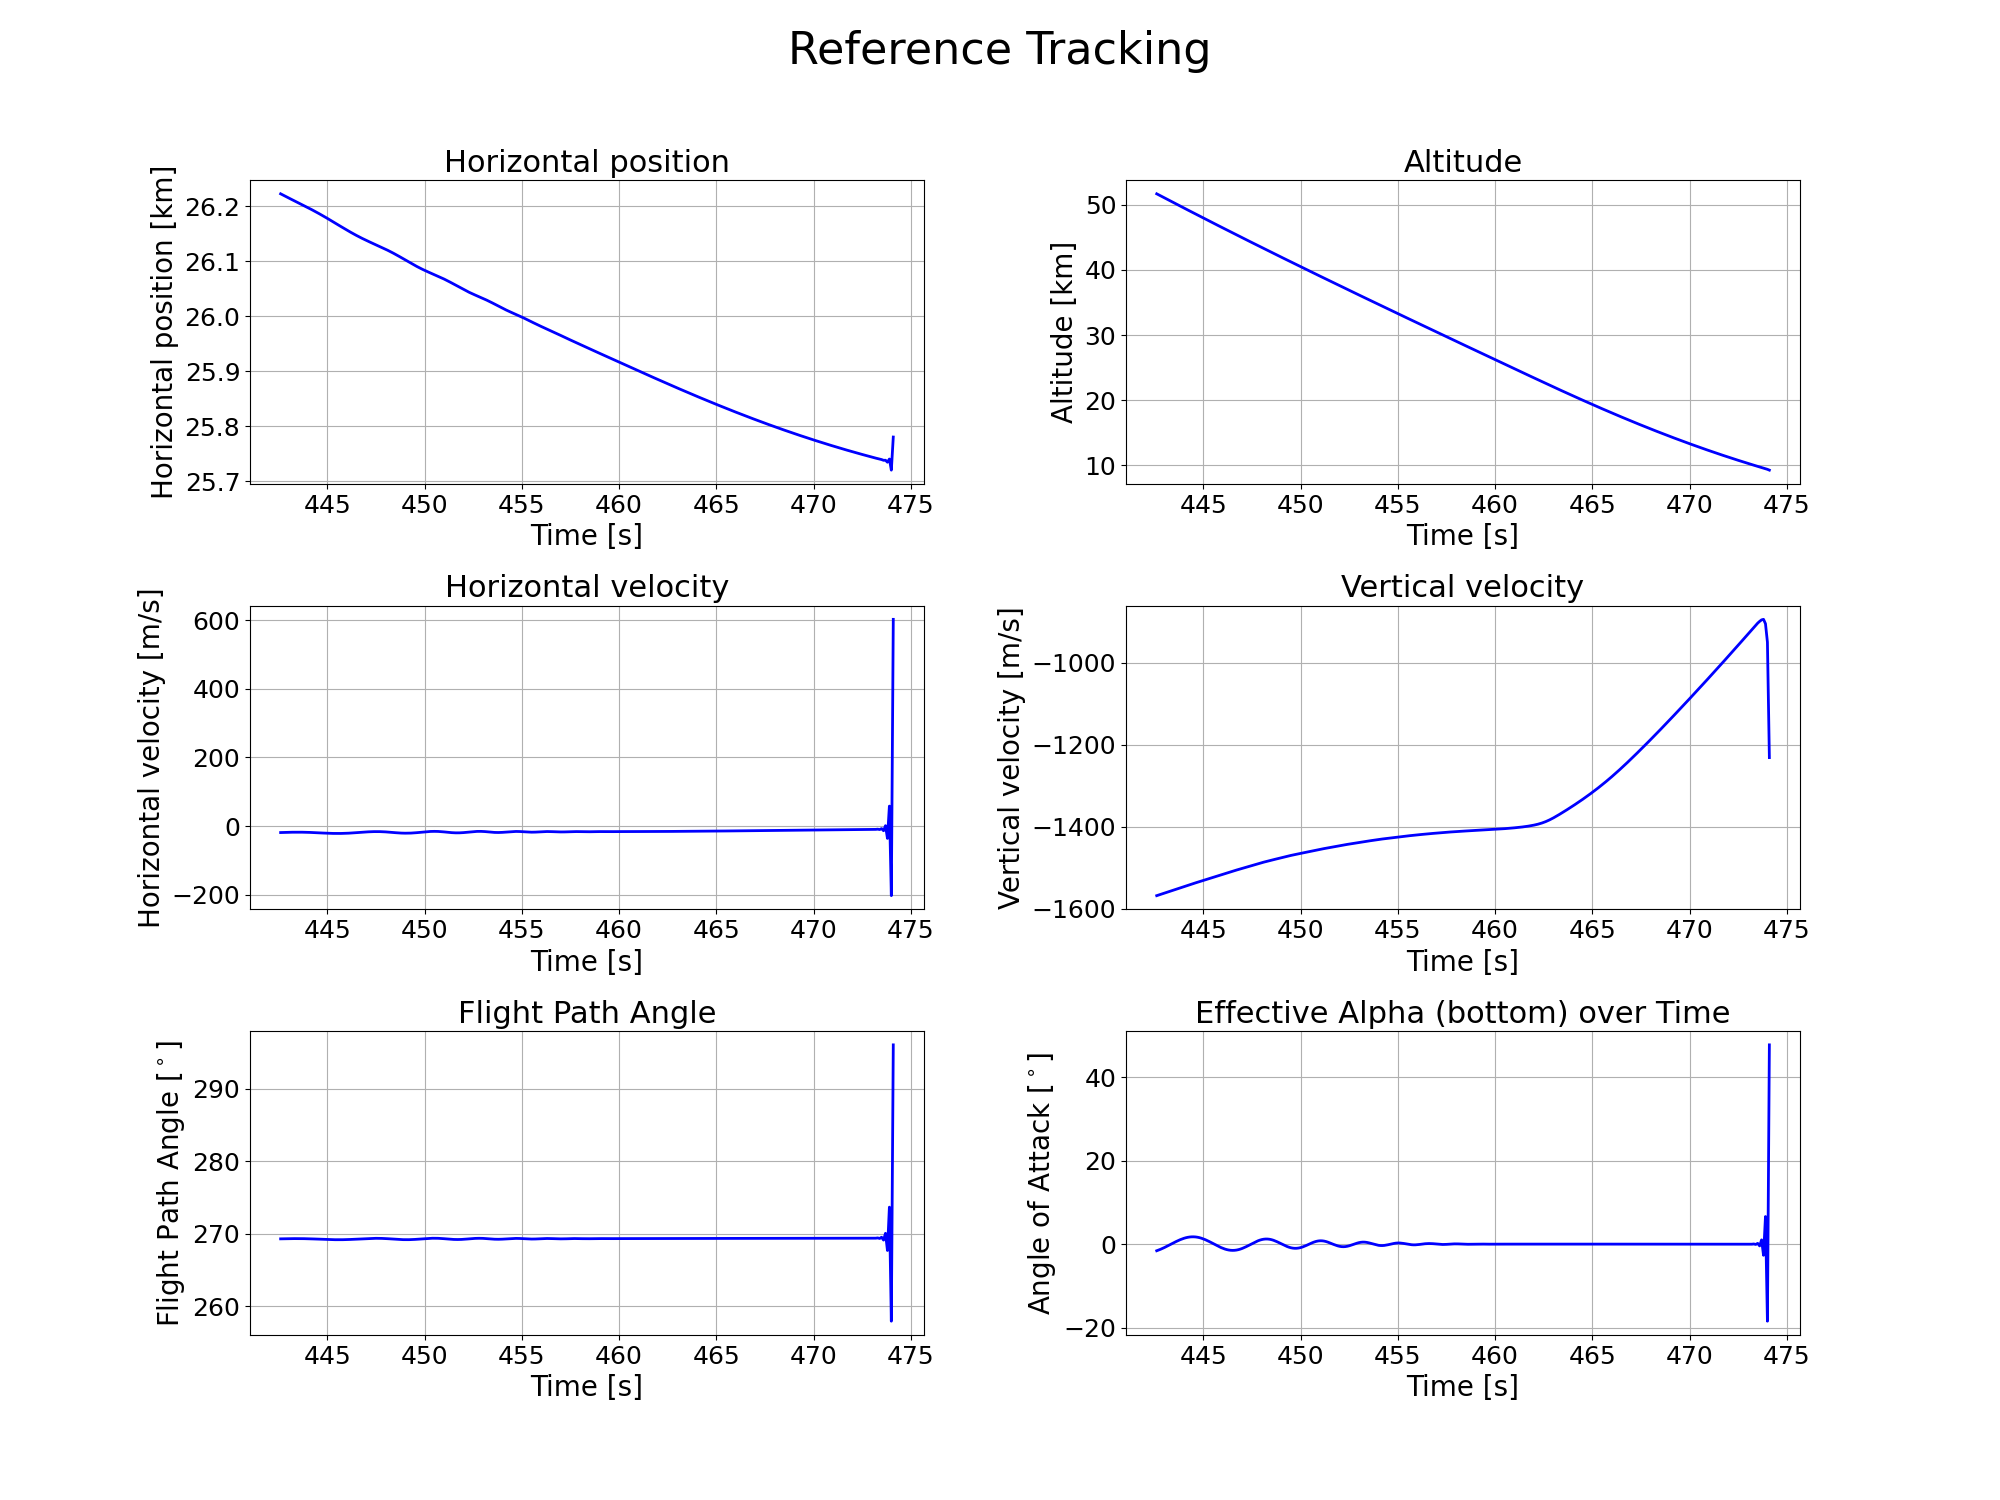 Reference Tracking
Horizontal position
Horizontal position [km]
26.2
26.1
26.0
25.9
25.8
25.7
445 450 455 460 465 470 475
Time [s]
Altitude
Altitude [km]
50
40
30
20
10
445 450 455 460 465 470 475
Time [s]
Horizontal velocity
Horizontal velocity [m/s]
600
400
200
0
−200
445 450 455 460 465 470 475
Time [s]
Vertical velocity
Vertical velocity [m/s]
−1000
−1200
−1400
−1600
445 450 455 460 465 470 475
Time [s]
Flight Path Angle
Flight Path Angle [°]
290
280
270
260
445 450 455 460 465 470 475
Time [s]
Effective Alpha (bottom) over Time
Angle of Attack [°]
40
20
0
−20
445 450 455 460 465 470 475
Time [s]